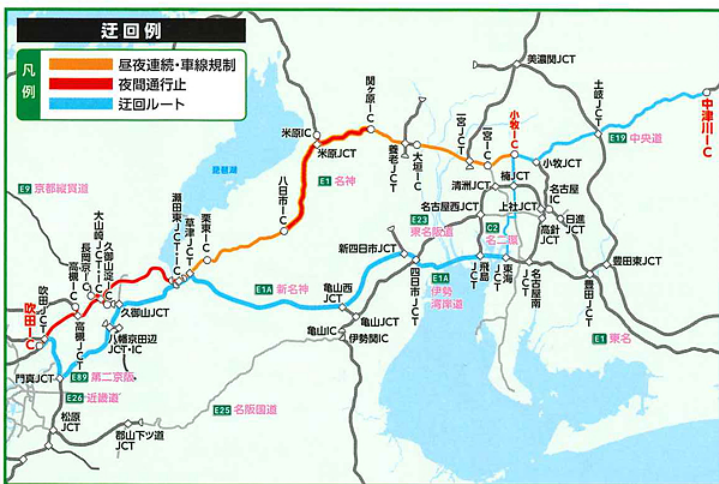 迂回例
凡例
昼夜連続・車線規制
夜間通行止
迂回ルート
美濃関JCT
関ヶ原IC
米原IC
米原JCT
養老JCT
大垣IC
一宮JCT
一宮IC
小牧IC
小牧JCT
土岐JCT
中津川IC
E19 中央道
琵琶湖
八日市IC
E1 名神
清洲JCT
楠JCT
名古屋西JCT
上社JCT
名古屋IC
高針JCT
日進JCT
E9 京都縦貫道
瀬田東JCT・IC
草津JCT
栗東IC
E23
東名阪道
C2
名二環
大山崎JCT・IC
長岡京IC
高槻IC
久御山淀IC
新四日市JCT
四日市JCT
E1A 伊勢湾岸道
飛島JCT
東海JCT
名古屋南JCT
豊田JCT
豊田東JCT
E1A 新名神
吹田JCT
吹田IC
高槻JCT
久御山JCT
八幡京田辺JCT・IC
亀山西JCT
亀山JCT
亀山IC
伊勢関IC
E1 東名
門真JCT
E89 第二京阪
E26 近畿道
松原JCT
郡山下ツ道JCT
E25 名阪国道